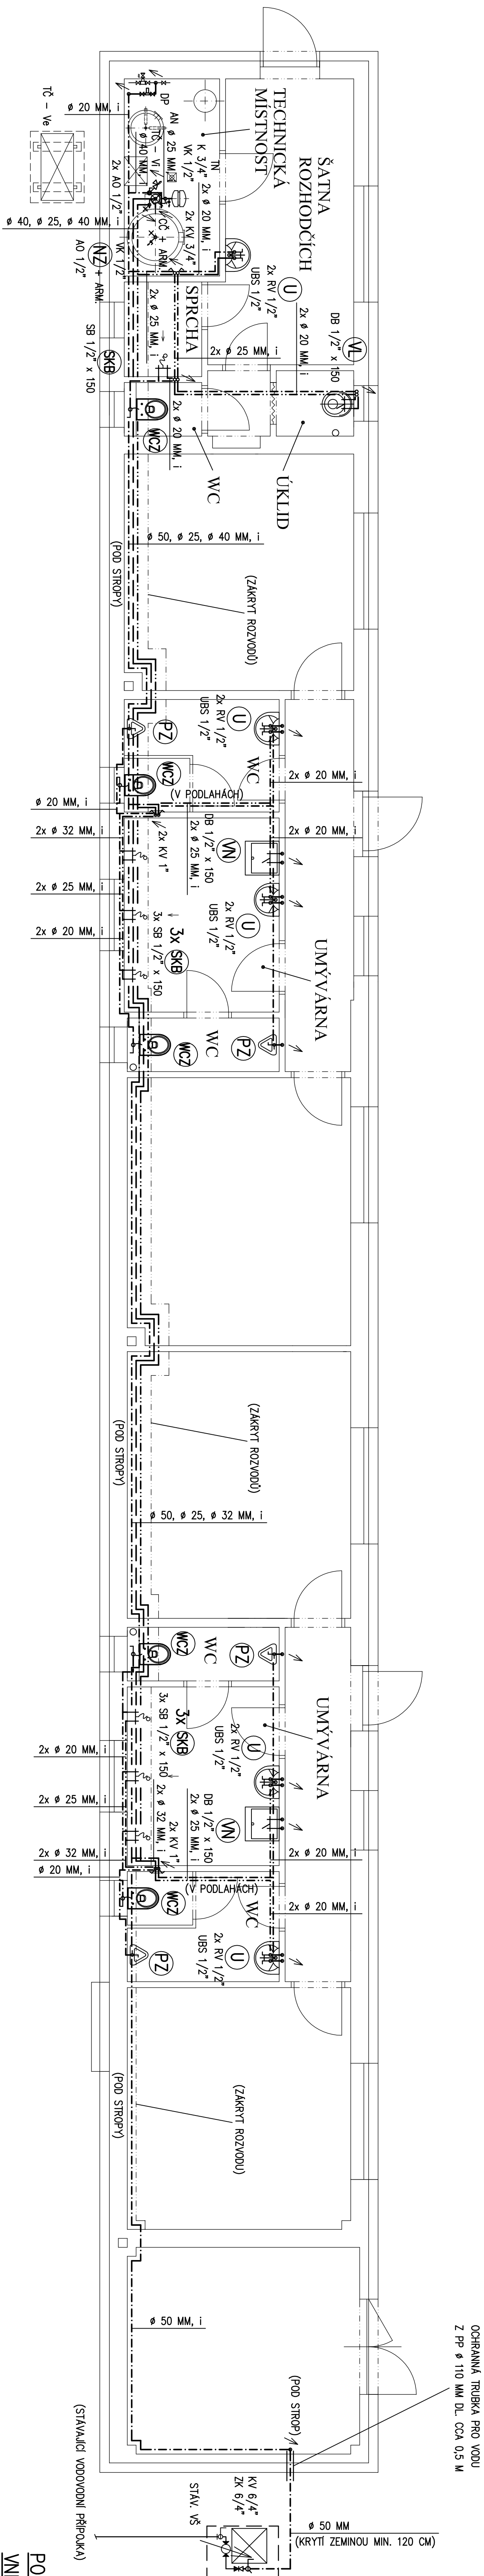 TČ - Ve
ø 20 MM, i
DP
AN ø 25 MM
ø 40 MM
TČ - Vi
TN
K 3/4"
VK 1/2"
TECHNICKÁ
MÍSTNOST
ŠATNA
ROZHODČÍCH
2x ø 20 MM, i
2x KV 3/4"
ø 40, ø 25, ø 40 MM, i
2x AO 1/2"
ČČ + ARM.
VK 1/2"
NZ + ARM.
AO 1/2"
SKB
SB 1/2" x 150
2x ø 25 MM, i
SPRCHA
U
2x RV 1/2"
UBS 1/2"
2x ø 20 MM, i
VL
DB 1/2" x 150
2x ø 25 MM, i
WCZ
2x ø 20 MM, i
WC
ÚKLID
ø 50, ø 25, ø 40 MM, i
(POD STROPY)
(ZÁKRYT ROZVODŮ)
PZ
U
2x RV 1/2"
UBS 1/2"
WCZ
WC
(V PODLAHÁCH)
2x ø 20 MM, i
ø 20 MM, i
2x ø 32 MM, i
2x ø 25 MM, i
2x ø 20 MM, i
2x KV 1"
DB 1/2" x 150
2x ø 25 MM, i
VN
2x ø 20 MM, i
U
2x RV 1/2"
UBS 1/2"
3x SKB
3x SB 1/2" x 150
UMÝVÁRNA
WCZ
WC
PZ
(POD STROPY)
(ZÁKRYT ROZVODŮ)
ø 50, ø 25, ø 32 MM, i
WCZ
WC
PZ
UMÝVÁRNA
3x SKB
3x SB 1/2" x 150
U
2x RV 1/2"
UBS 1/2"
2x ø 20 MM, i
2x ø 25 MM, i
2x ø 32 MM, i
ø 20 MM, i
2x ø 32 MM, i
2x KV 1"
DB 1/2" x 150
2x ø 25 MM, i
VN
2x ø 20 MM, i
(V PODLAHÁCH)
WCZ
WC
2x ø 20 MM, i
PZ
U
2x RV 1/2"
UBS 1/2"
(POD STROPY)
(ZÁKRYT ROZVODU)
ø 50 MM, i
OCHRANNÁ TRUBKA PRO VODU
Z PP ø 110 MM DL. CCA 0,5 M
(POD STROP)
KV 6/4"
ZK 6/4"
STÁV. VŠ
ø 50 MM
(KRYTÍ ZEMINOU MIN. 120 CM)
(STÁVAJÍCÍ VODOVODNÍ PŘÍPOJKA)
PO
VNI